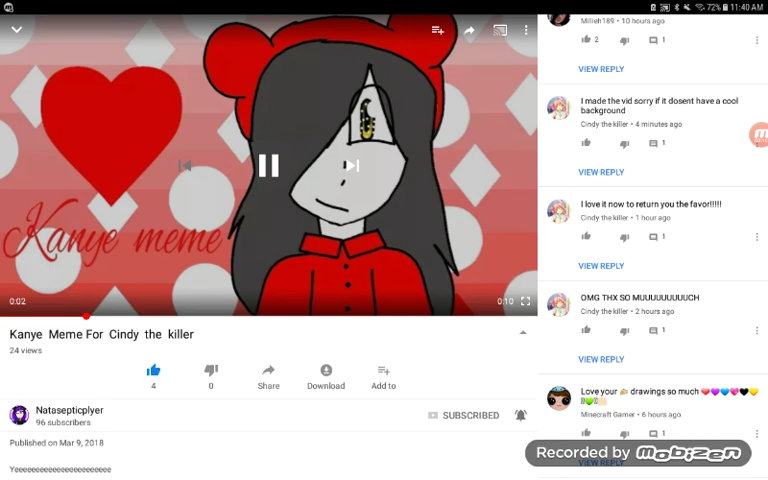 72% 11:40 AM
Kanye meme
0:02
0:10
Kanye Meme For Cindy the killer
24 views
4
0
Share
Download
Add to
Natasepticplyer
96 subscribers
SUBSCRIBED
Published on Mar 9, 2018
Yeeeeeeeeeeeeeeeeeeeeeee
Millieh189 • 10 hours ago
2
1
VIEW REPLY
I made the vid sorry if it dosent have a cool
background
Cindy the killer • 4 minutes ago
1
VIEW REPLY
I love it now to return you the favor!!!!!
Cindy the killer • 1 hour ago
1
VIEW REPLY
OMG THX SO MUUUUUUUUUCH
Cindy the killer • 2 hours ago
1
VIEW REPLY
Love your drawings so much
Minecraft Gamer • 6 hours ago
1
VIEW REPLY
Recorded by mobizen